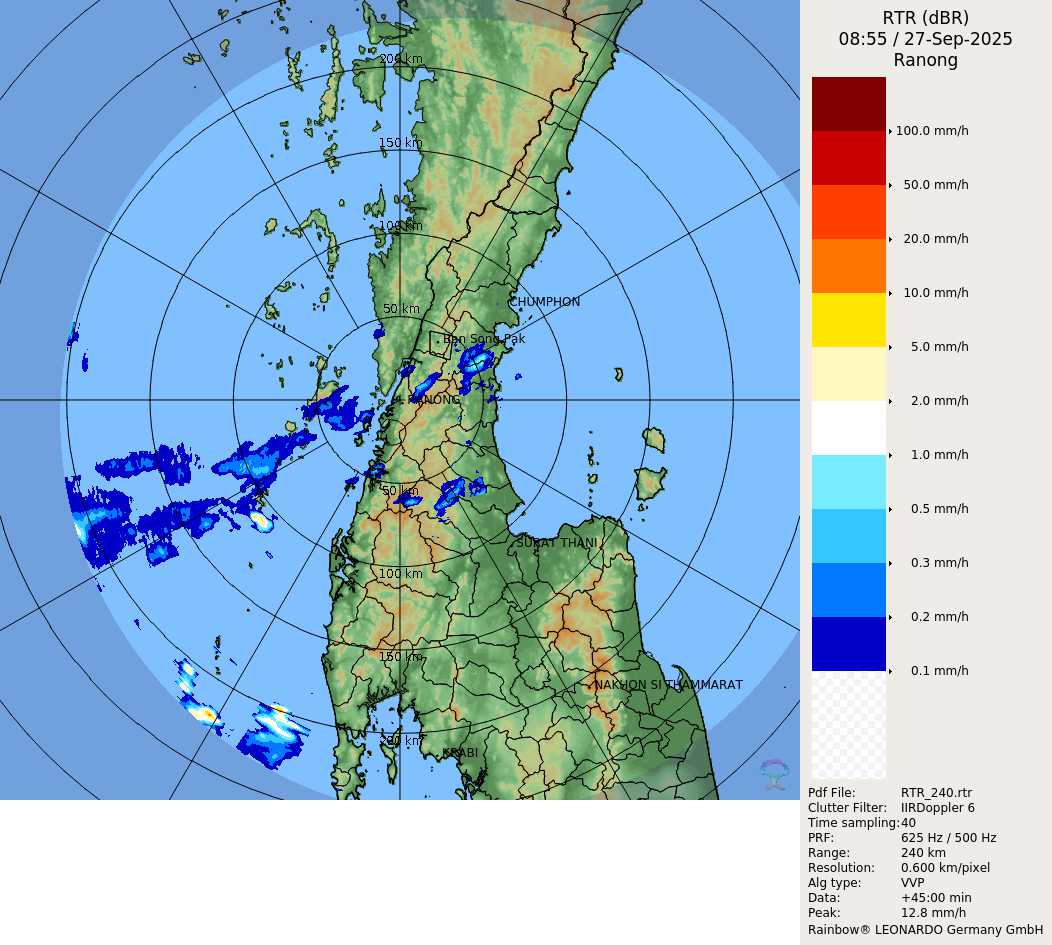 RTR (dBR)
08:55 / 27-Sep-2025
Ranong
100.0 mm/h
50.0 mm/h
20.0 mm/h
10.0 mm/h
5.0 mm/h
2.0 mm/h
1.0 mm/h
0.5 mm/h
0.3 mm/h
0.2 mm/h
0.1 mm/h
Pdf File: RTR_240.rtr
Clutter Filter: IIRDoppler 6
Time sampling: 40
PRF: 625 Hz / 500 Hz
Range: 240 km
Resolution: 0.600 km/pixel
Alg type: VVP
Data: +45:00 min
Peak: 12.8 mm/h
Rainbow® LEONARDO Germany GmbH
200 km
150 km
100 km
50 km
CHUMPHON
Ban Song Pak
RANONG
50 km
SURAT THANI
100 km
150 km
NAKHON SI THAMMARAT
200 km
KRABI